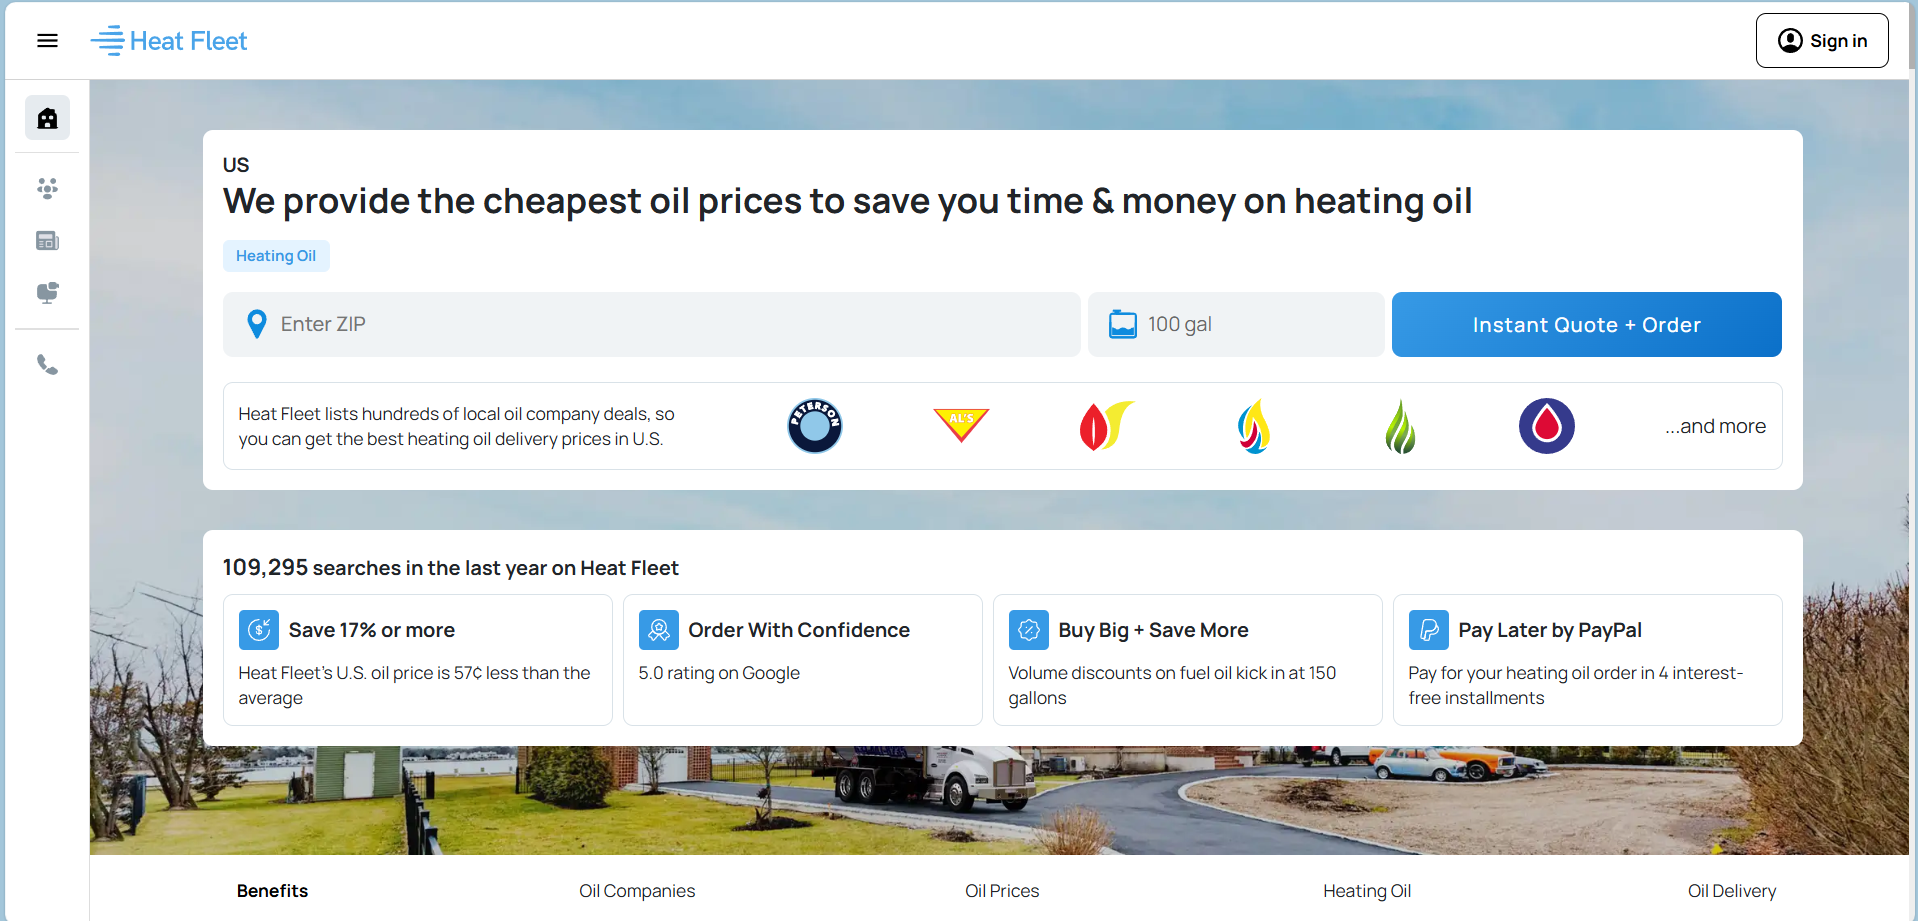 Heat Fleet
Sign in
US
We provide the cheapest oil prices to save you time & money on heating oil
Heating Oil
Enter ZIP
100 gal
Instant Quote + Order
Heat Fleet lists hundreds of local oil company deals, so
you can get the best heating oil delivery prices in U.S.
PETERSON
AL'S
...and more
109,295 searches in the last year on Heat Fleet
Save 17% or more
Heat Fleet's U.S. oil price is 57¢ less than the
average
Order With Confidence
5.0 rating on Google
Buy Big + Save More
Volume discounts on fuel oil kick in at 150
gallons
Pay Later by PayPal
Pay for your heating oil order in 4 interest-
free installments
Benefits
Oil Companies
Oil Prices
Heating Oil
Oil Delivery